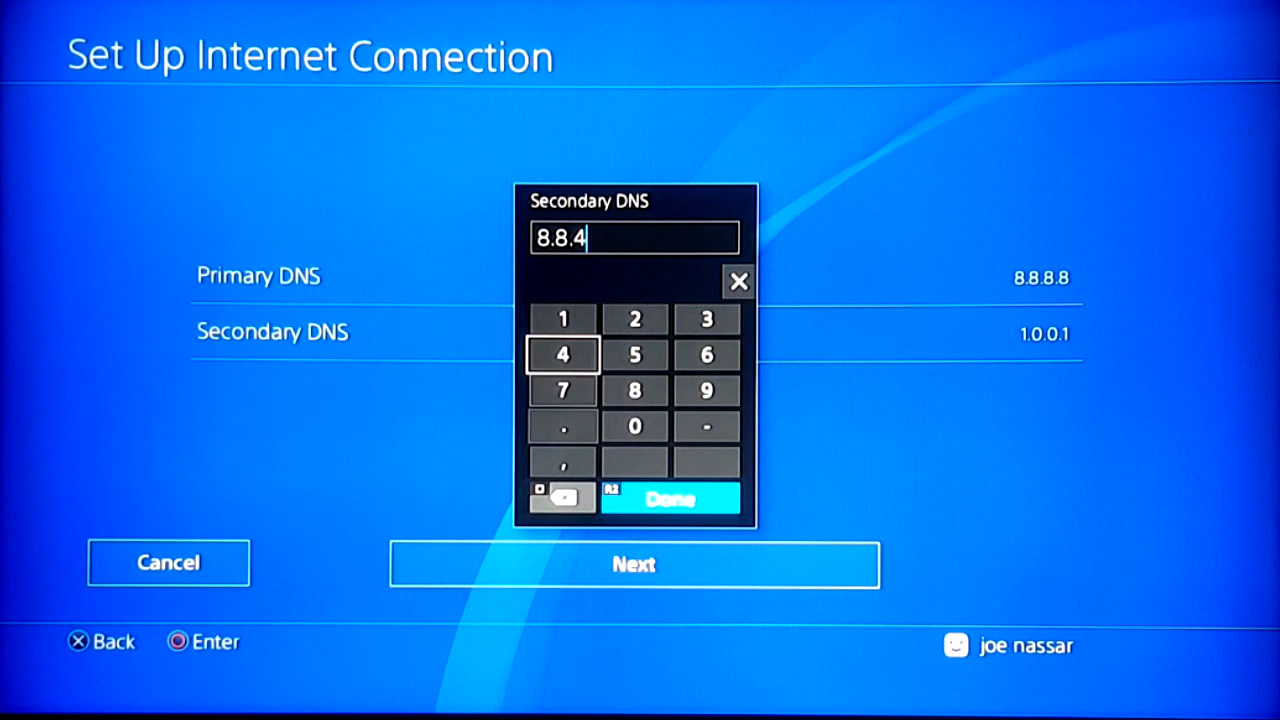 Set Up Internet Connection
Secondary DNS
8.8.4
Primary DNS 8.8.8.8
Secondary DNS 1.0.0.1
1 2 3
4 5 6
7 8 9
. 0 -
,
R2 Done
Cancel Next
Back Enter joe nassar